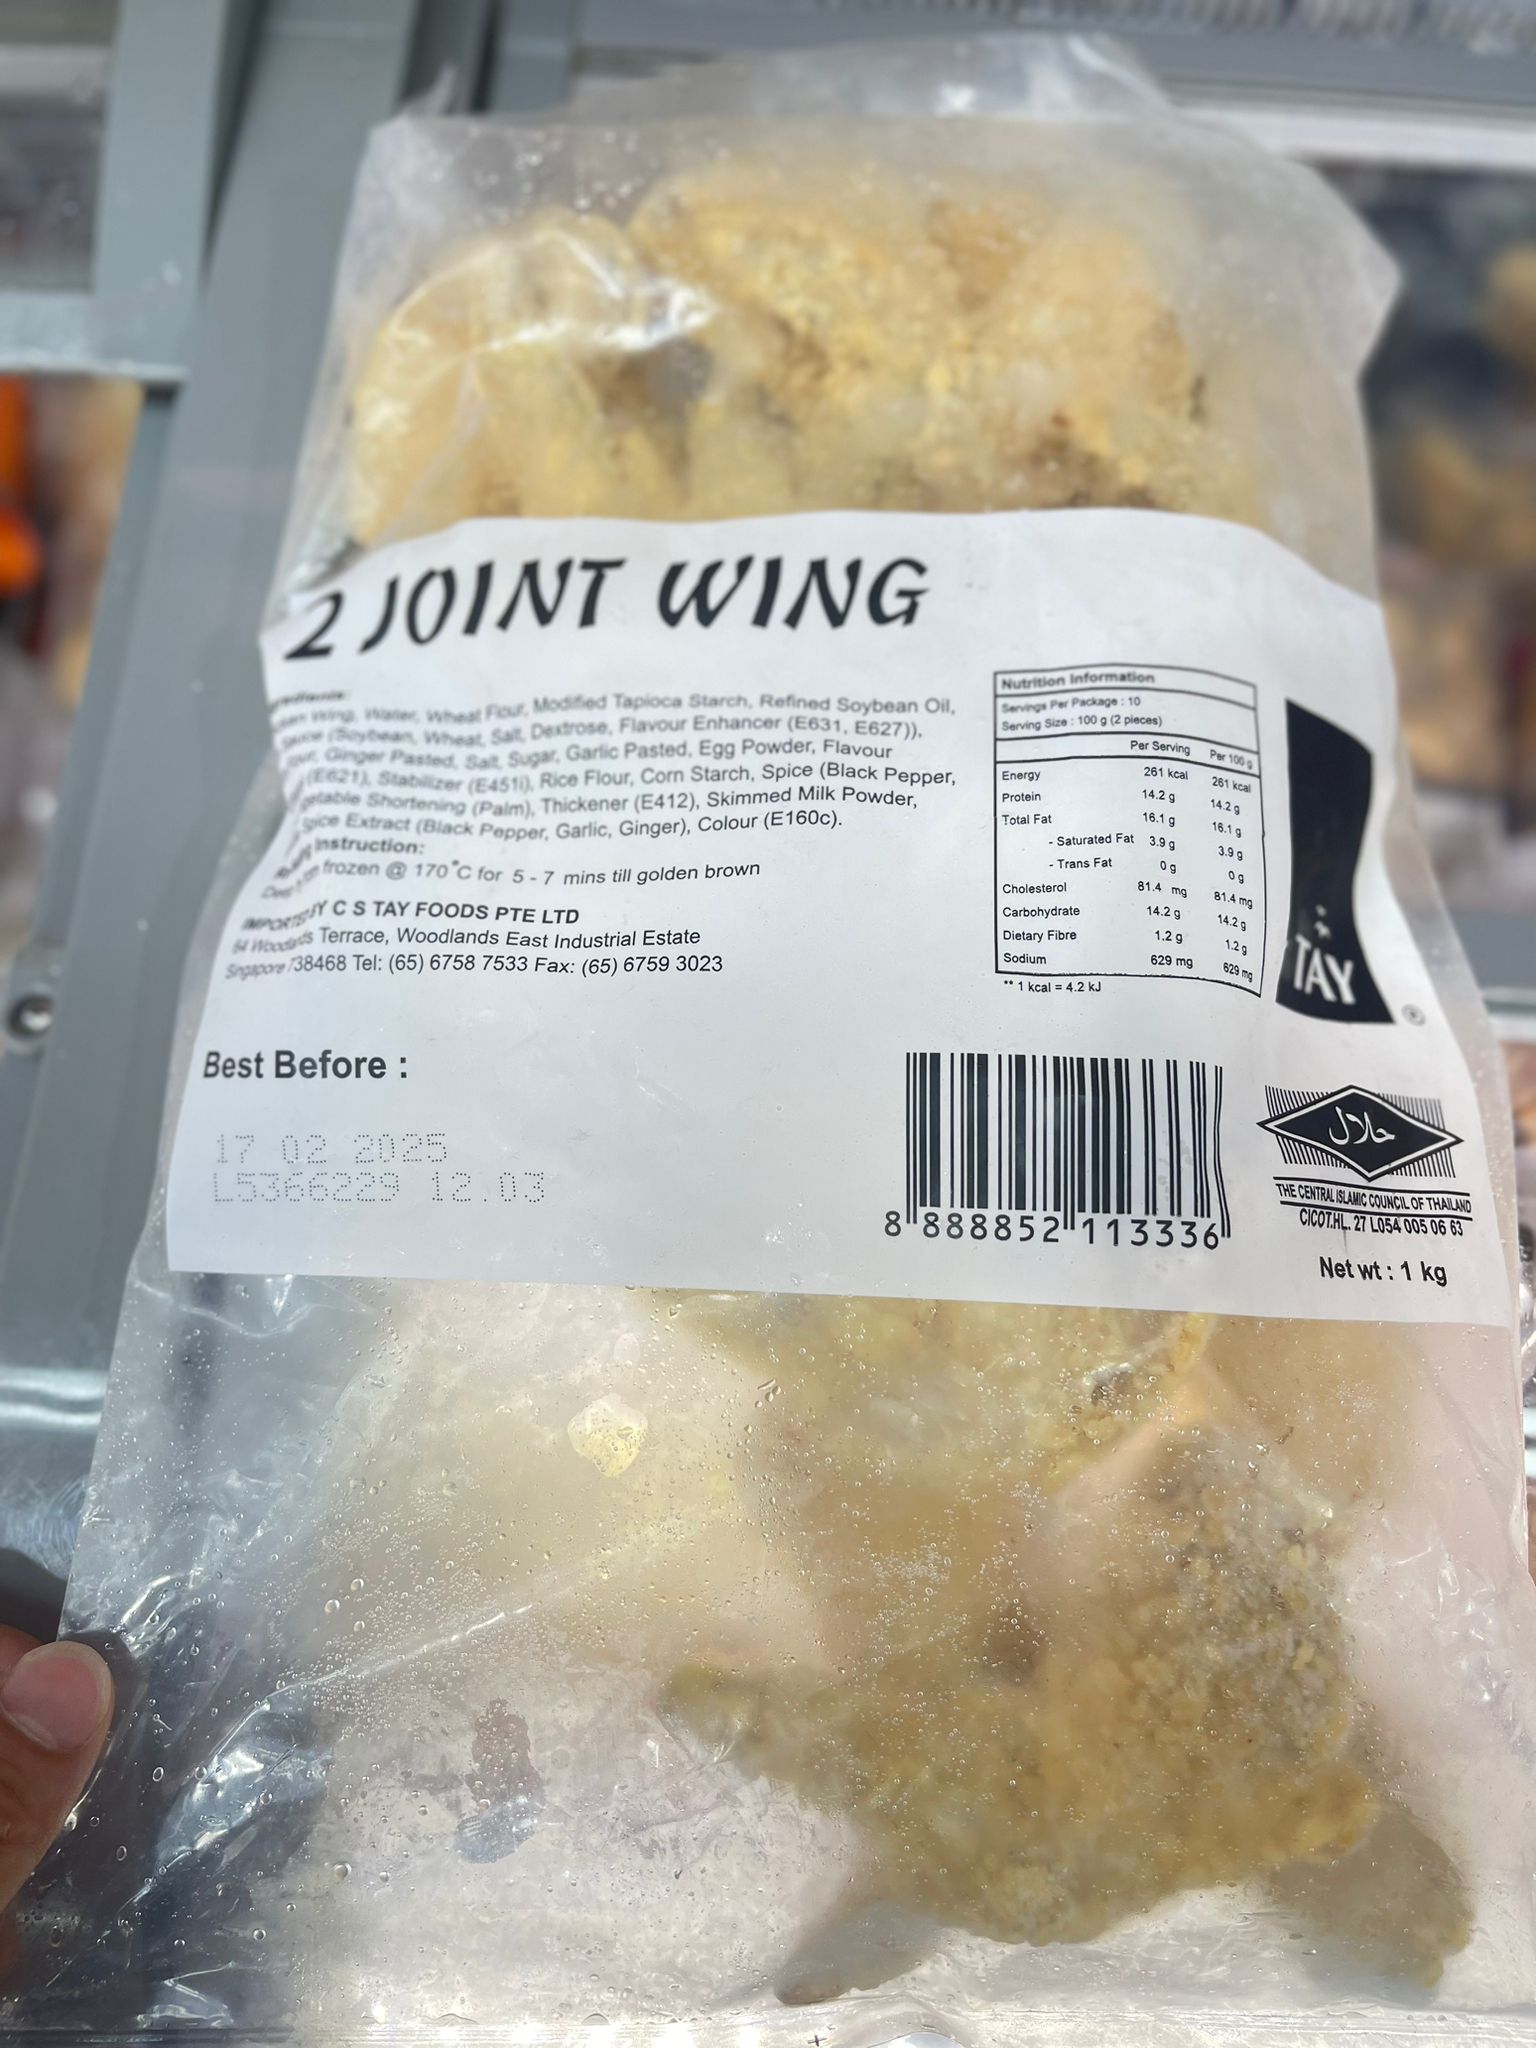 2 JOINT WING
Wing, Water, Wheat Flour, Modified Tapioca Starch, Refined Soybean Oil,
Sauce (Soybean, Wheat, Salt, Dextrose, Flavour Enhancer (E631, E627)),
Ginger Pasted, Salt, Sugar, Garlic Pasted, Egg Powder, Flavour
(E621), Stabilizer (E451i), Rice Flour, Corn Starch, Spice (Black Pepper,
Shortening (Palm), Thickener (E412), Skimmed Milk Powder,
Spice Extract (Black Pepper, Garlic, Ginger), Colour (E160c).
Instruction:
frozen @ 170°C for 5 - 7 mins till golden brown
IMPORTED BY C S TAY FOODS PTE LTD
64 Woodlands Terrace, Woodlands East Industrial Estate
Singapore 738468 Tel: (65) 6758 7533 Fax: (65) 6759 3023
Nutrition Information
Servings Per Package : 10
Serving Size : 100 g (2 pieces)
Per Serving Per 100 g
Energy 261 kcal 261 kcal
Protein 14.2 g 14.2 g
Total Fat 16.1 g 16.1 g
- Saturated Fat 3.9 g 3.9 g
- Trans Fat 0 g 0 g
Cholesterol 81.4 mg 81.4 mg
Carbohydrate 14.2 g 14.2 g
Dietary Fibre 1.2 g 1.2 g
Sodium 629 mg 629 mg
** 1 kcal = 4.2 kJ
TAY
®
Best Before :
17 02 2025
L5366229 12.03
8 888852 113336
حلال
THE CENTRAL ISLAMIC COUNCIL OF THAILAND
CICOT.HL. 27 L054 005 06 63
Net wt : 1 kg